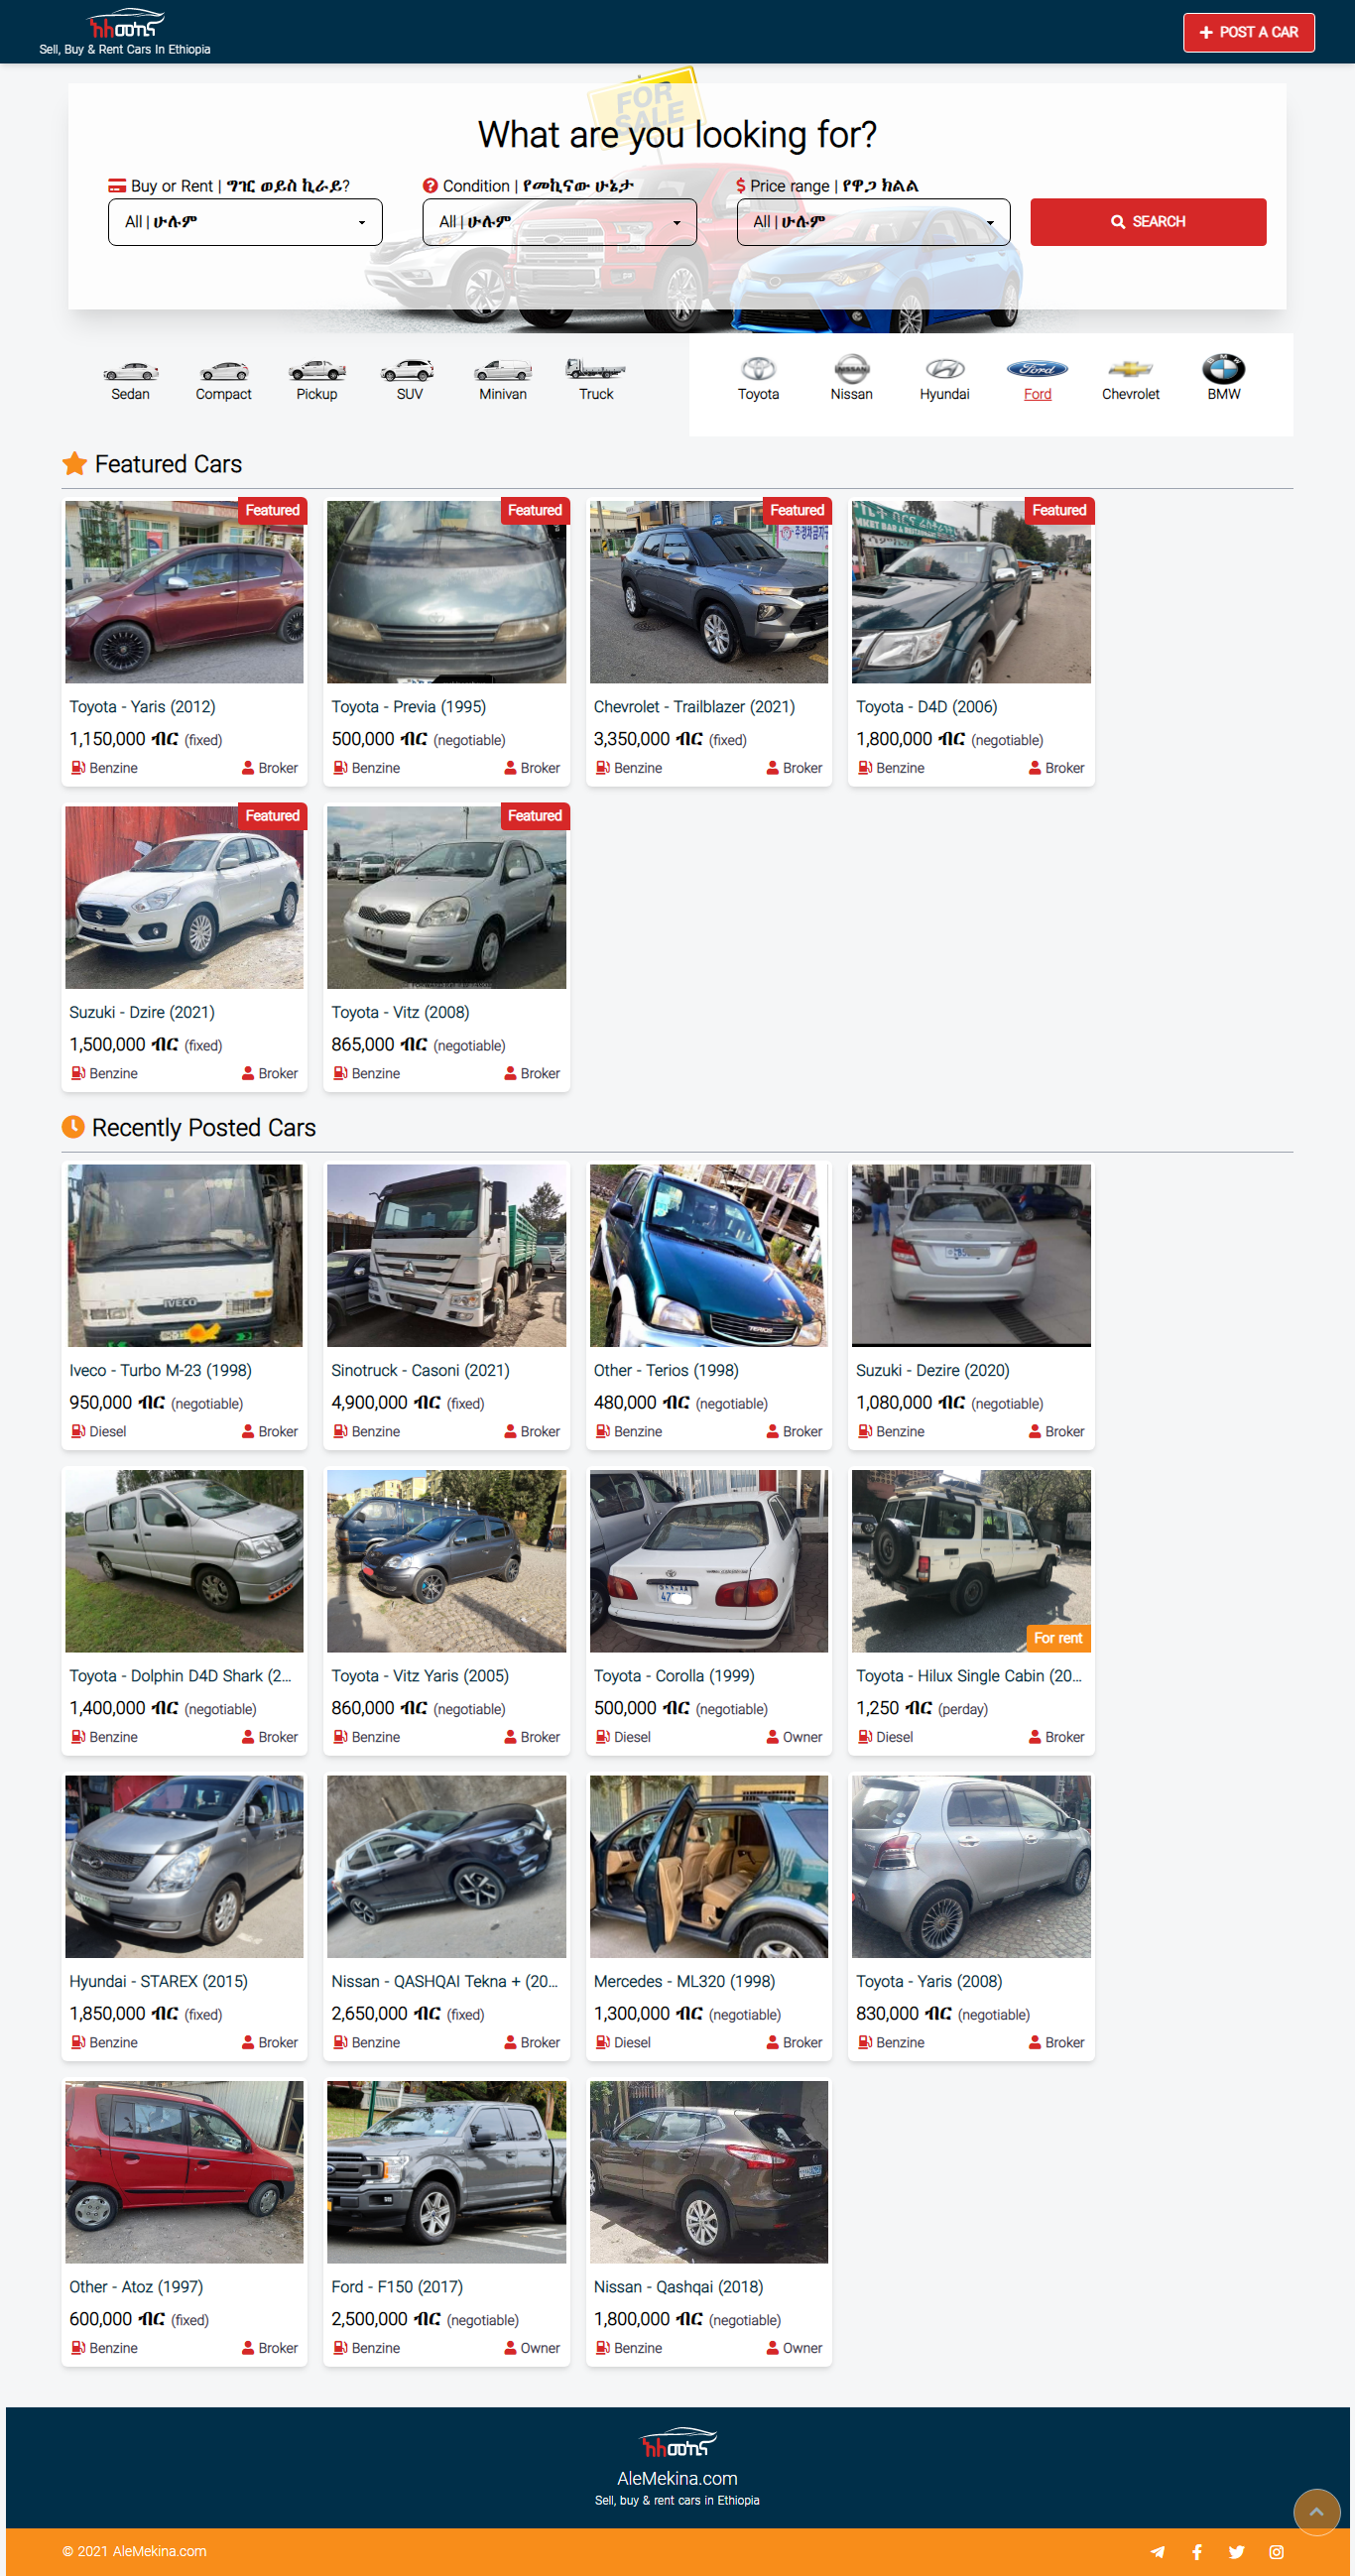 አለመኪና
Sell, Buy & Rent Cars In Ethiopia
POST A CAR
FOR SALE
What are you looking for?
Buy or Rent | ግዢ ወይስ ኪራይ?
Condition | የመኪናው ሁኔታ
Price range | የዋጋ ክልል
All | ሁሉም
All | ሁሉም
All | ሁሉም
SEARCH
Sedan
Compact
Pickup
SUV
Minivan
Truck
Toyota
Nissan
Hyundai
Ford
Chevrolet
BMW
Featured Cars
Featured
Featured
Featured
Featured
Toyota - Yaris (2012)
Toyota - Previa (1995)
Chevrolet - Trailblazer (2021)
Toyota - D4D (2006)
1,150,000 ብር (fixed)
500,000 ብር (negotiable)
3,350,000 ብር (fixed)
1,800,000 ብር (negotiable)
Benzine Broker
Benzine Broker
Benzine Broker
Benzine Broker
Featured
Featured
Suzuki - Dzire (2021)
Toyota - Vitz (2008)
1,500,000 ብር (fixed)
865,000 ብር (negotiable)
Benzine Broker
Benzine Broker
Recently Posted Cars
IVECO
TERIOS
Iveco - Turbo M-23 (1998)
Sinotruck - Casoni (2021)
Other - Terios (1998)
Suzuki - Dezire (2020)
950,000 ብር (negotiable)
4,900,000 ብር (fixed)
480,000 ብር (negotiable)
1,080,000 ብር (negotiable)
Diesel Broker
Benzine Broker
Benzine Broker
Benzine Broker
For rent
Toyota - Dolphin D4D Shark (2...
Toyota - Vitz Yaris (2005)
Toyota - Corolla (1999)
Toyota - Hilux Single Cabin (20...
1,400,000 ብር (negotiable)
860,000 ብር (negotiable)
500,000 ብር (negotiable)
1,250 ብር (perday)
Benzine Broker
Benzine Broker
Diesel Owner
Diesel Broker
Hyundai - STAREX (2015)
Nissan - QASHQAI Tekna + (20...
Mercedes - ML320 (1998)
Toyota - Yaris (2008)
1,850,000 ብር (fixed)
2,650,000 ብር (fixed)
1,300,000 ብር (negotiable)
830,000 ብር (negotiable)
Benzine Broker
Benzine Broker
Diesel Broker
Benzine Broker
Other - Atoz (1997)
Ford - F150 (2017)
Nissan - Qashqai (2018)
600,000 ብር (fixed)
2,500,000 ብር (negotiable)
1,800,000 ብር (negotiable)
Benzine Broker
Benzine Owner
Benzine Owner
አለመኪና
AleMekina.com
Sell, buy & rent cars in Ethiopia
© 2021 AleMekina.com